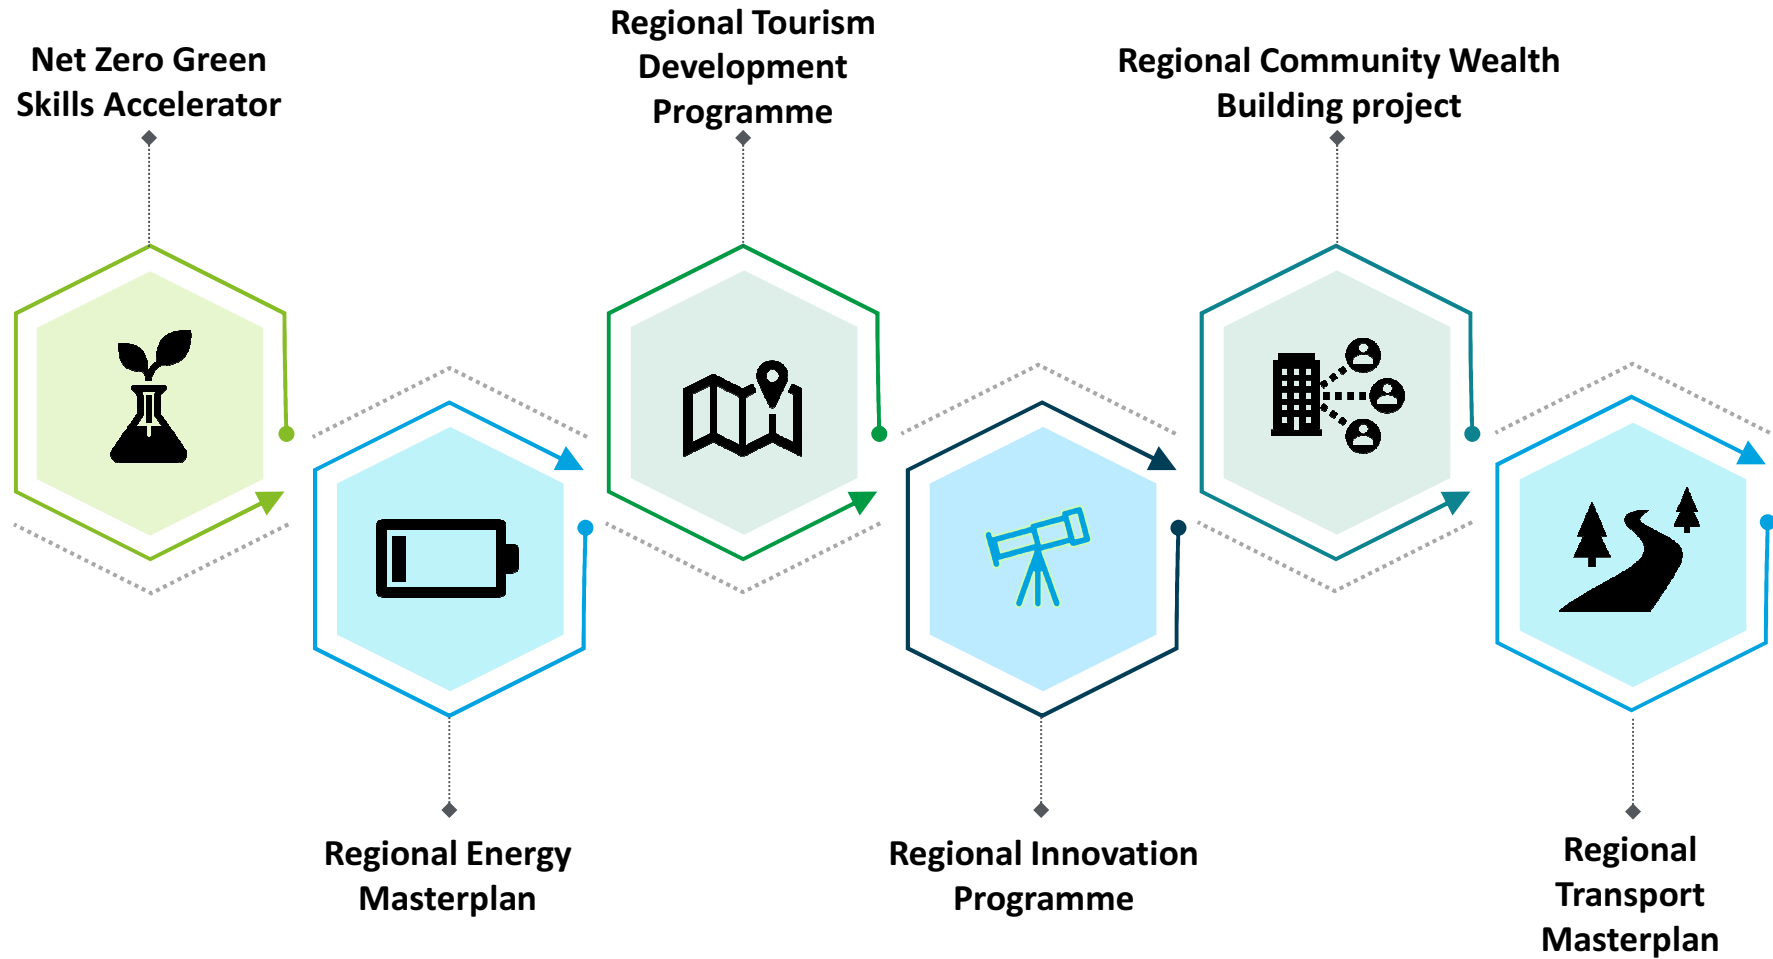 Net Zero Green
Skills Accelerator
Regional Tourism
Development
Programme
Regional Community Wealth
Building project
Regional Energy
Masterplan
Regional Innovation
Programme
Regional
Transport
Masterplan